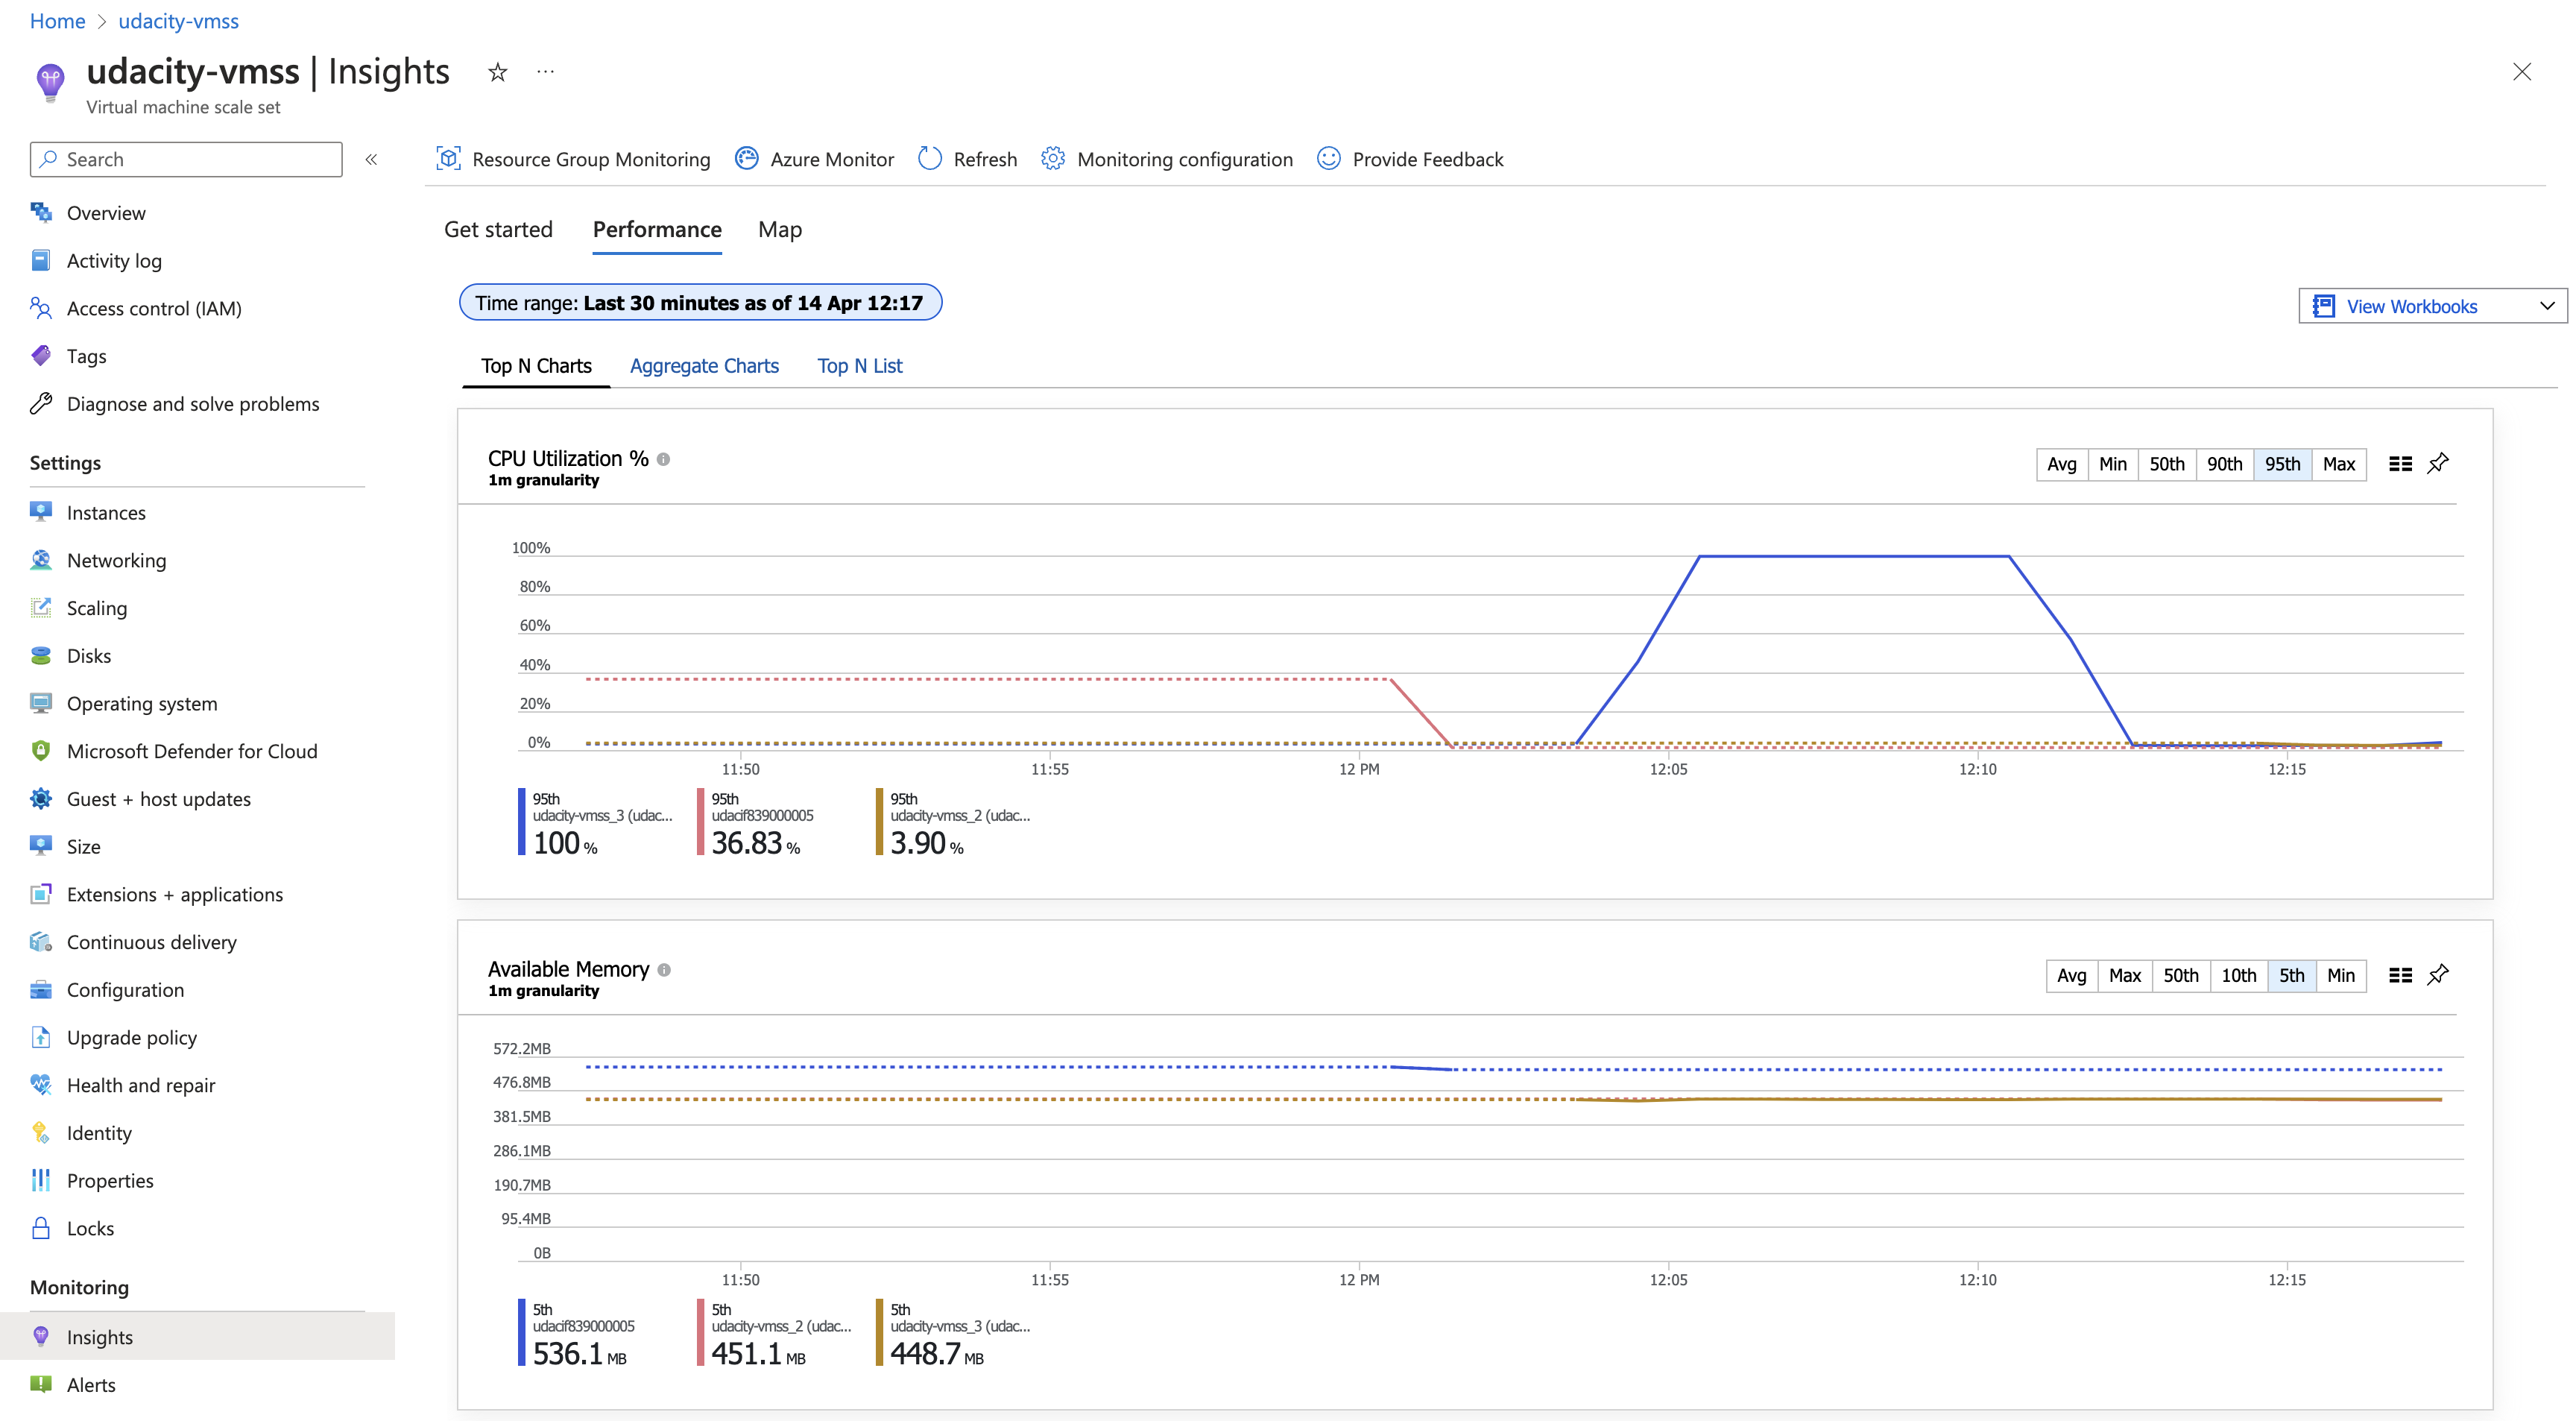 Home > udacity-vmss
udacity-vmss | Insights
Virtual machine scale set
Search
Overview
Activity log
Access control (IAM)
Tags
Diagnose and solve problems
Settings
Instances
Networking
Scaling
Disks
Operating system
Microsoft Defender for Cloud
Guest + host updates
Size
Extensions + applications
Continuous delivery
Configuration
Upgrade policy
Health and repair
Identity
Properties
Locks
Monitoring
Insights
Alerts
Resource Group Monitoring Azure Monitor Refresh Monitoring configuration Provide Feedback
Get started Performance Map
Time range: Last 30 minutes as of 14 Apr 12:17
View Workbooks
Top N Charts Aggregate Charts Top N List
CPU Utilization %
1m granularity
Avg Min 50th 90th 95th Max
100%
80%
60%
40%
20%
0%
11:50 11:55 12 PM 12:05 12:10 12:15
95th
udacity-vmss_3 (udac...
100 %
95th
udacif839000005
36.83 %
95th
udacity-vmss_2 (udac...
3.90 %
Available Memory
1m granularity
Avg Max 50th 10th 5th Min
572.2MB
476.8MB
381.5MB
286.1MB
190.7MB
95.4MB
0B
11:50 11:55 12 PM 12:05 12:10 12:15
5th
udacif839000005
536.1 MB
5th
udacity-vmss_2 (udac...
451.1 MB
5th
udacity-vmss_3 (udac...
448.7 MB